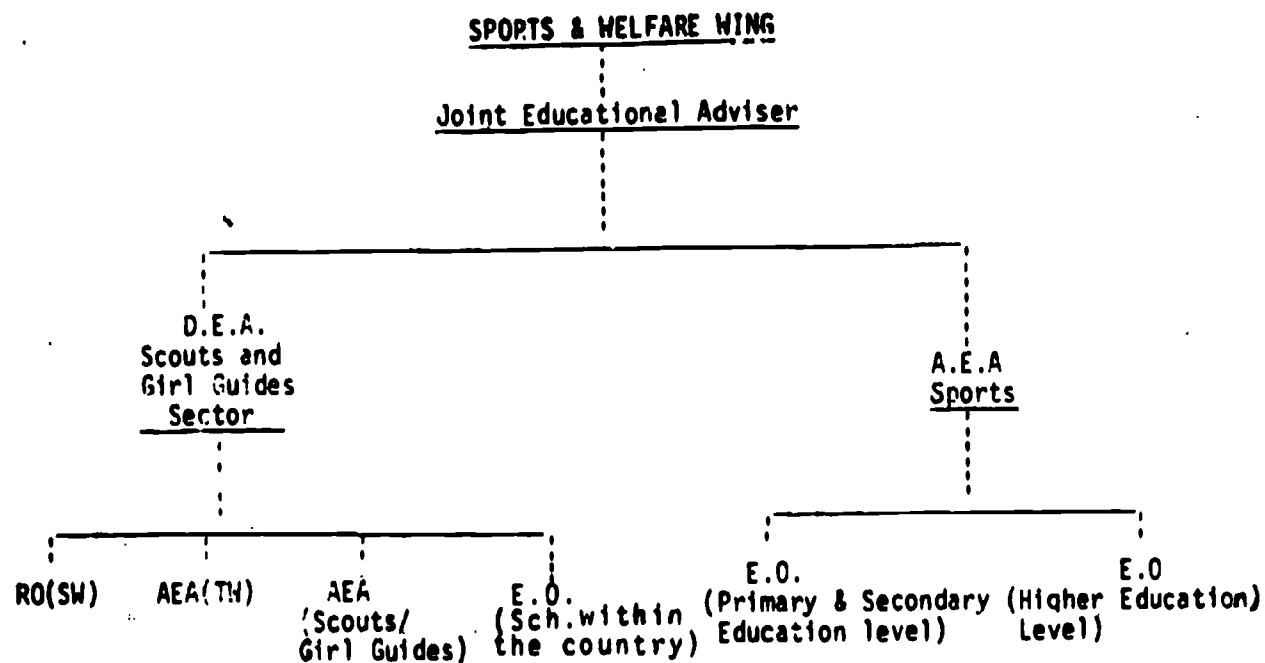 SPORTS & WELFARE WING
Joint Educational Adviser
D.E.A.
Scouts and
Girl Guides
Sector
A.E.A
Sports
RO(SW)
AEA(TW)
AEA
(Scouts/
Girl Guides)
E.O.
(Sch.within
the country)
E.O.
(Primary & Secondary
Education level)
E.O
(Higher Education)
Level)